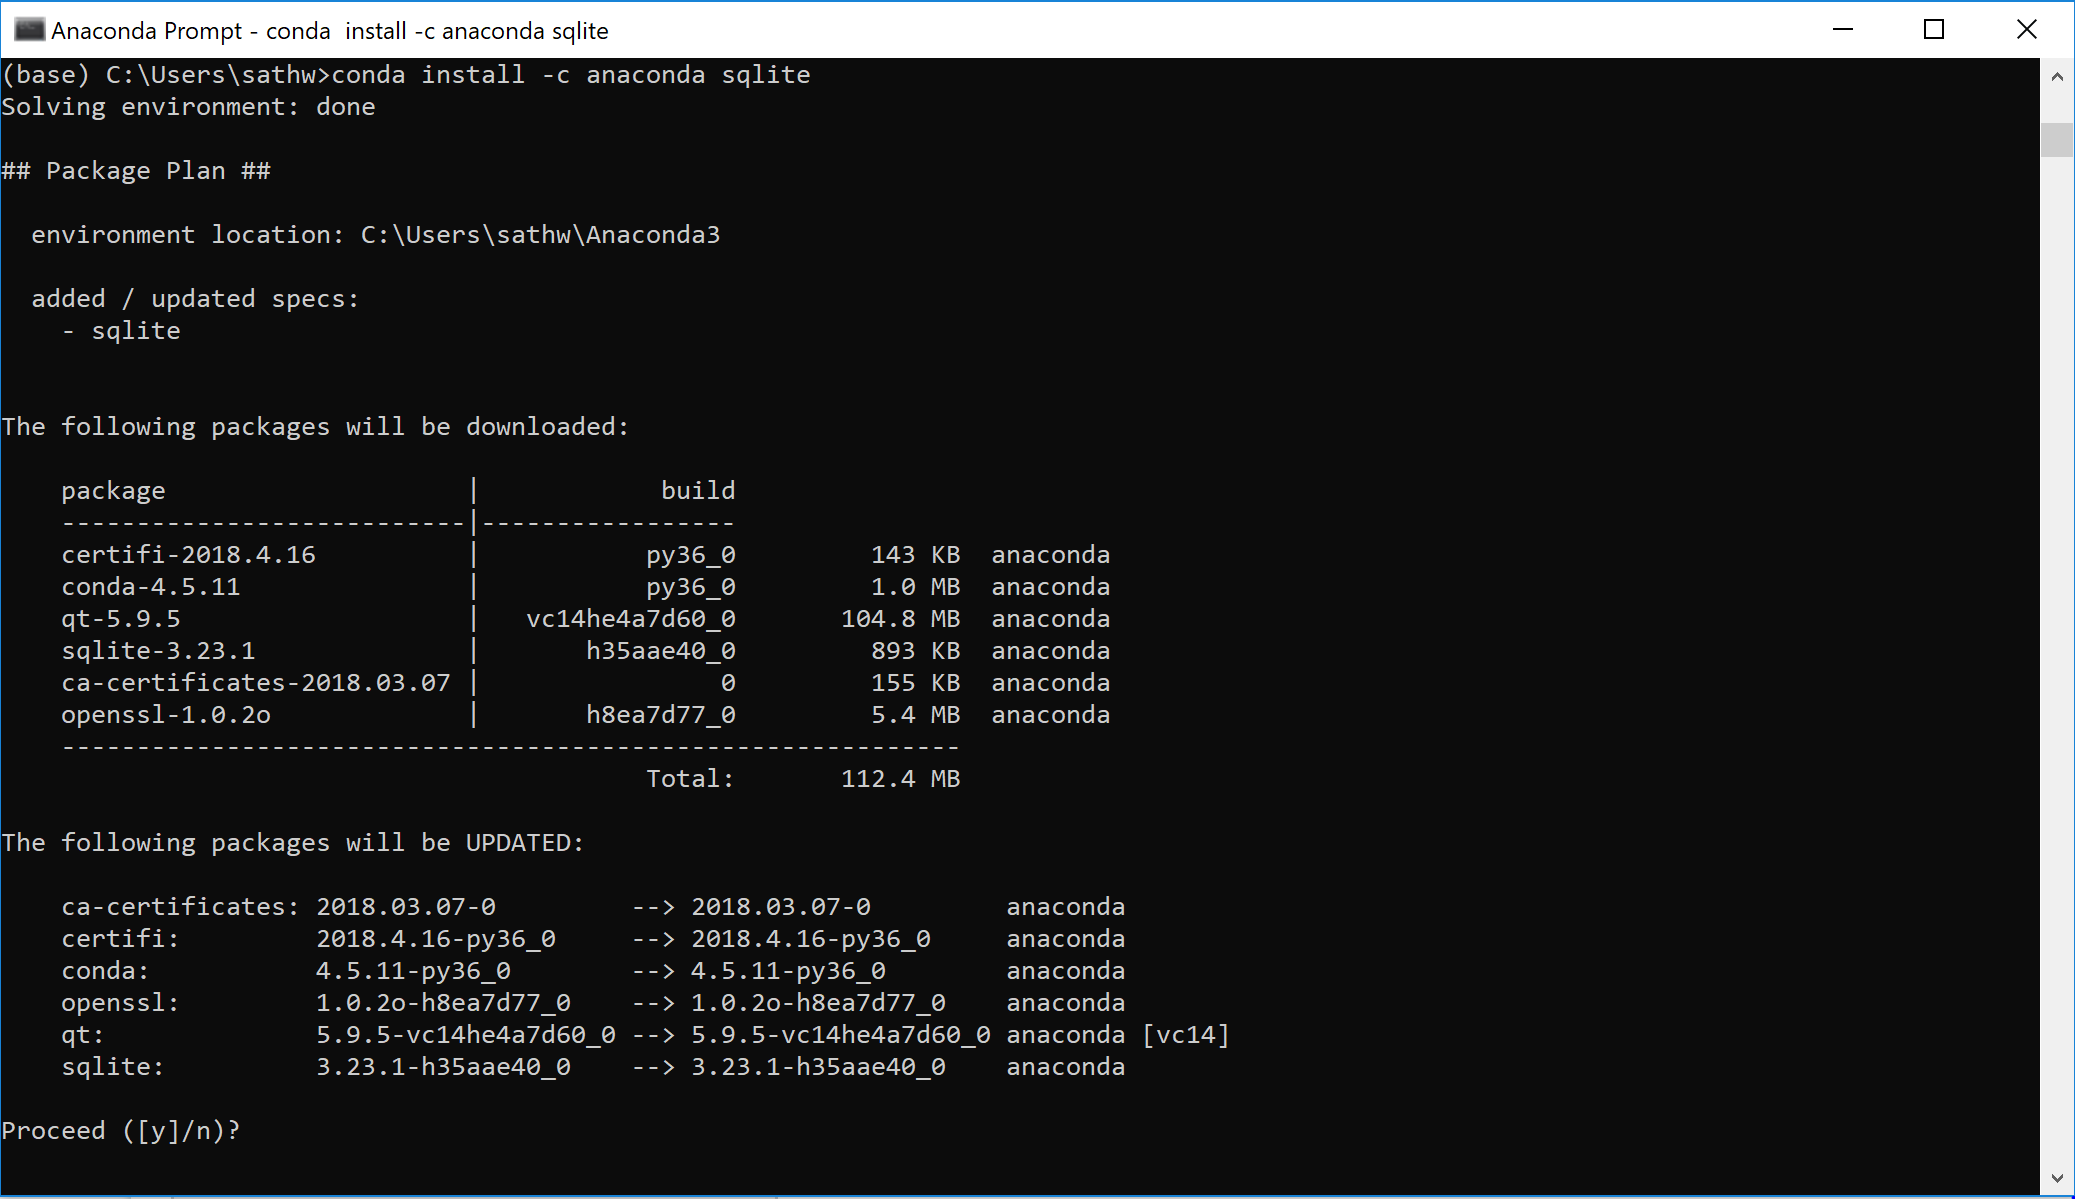 Anaconda Prompt - conda  install -c anaconda sqlite
(base) C:\Users\sathw>conda install -c anaconda sqlite
Solving environment: done
## Package Plan ##
  environment location: C:\Users\sathw\Anaconda3
  added / updated specs:
    - sqlite
The following packages will be downloaded:
    package                    |            build
    ---------------------------|-----------------
    certifi-2018.4.16          |           py36_0         143 KB  anaconda
    conda-4.5.11               |           py36_0         1.0 MB  anaconda
    qt-5.9.5                   |   vc14he4a7d60_0       104.8 MB  anaconda
    sqlite-3.23.1              |       h35aae40_0         893 KB  anaconda
    ca-certificates-2018.03.07 |                0         155 KB  anaconda
    openssl-1.0.2o             |       h8ea7d77_0         5.4 MB  anaconda
    ------------------------------------------------------------
                                           Total:       112.4 MB
The following packages will be UPDATED:
    ca-certificates: 2018.03.07-0         --> 2018.03.07-0         anaconda
    certifi:         2018.4.16-py36_0     --> 2018.4.16-py36_0     anaconda
    conda:           4.5.11-py36_0        --> 4.5.11-py36_0        anaconda
    openssl:         1.0.2o-h8ea7d77_0    --> 1.0.2o-h8ea7d77_0    anaconda
    qt:              5.9.5-vc14he4a7d60_0 --> 5.9.5-vc14he4a7d60_0 anaconda [vc14]
    sqlite:          3.23.1-h35aae40_0    --> 3.23.1-h35aae40_0    anaconda
Proceed ([y]/n)?